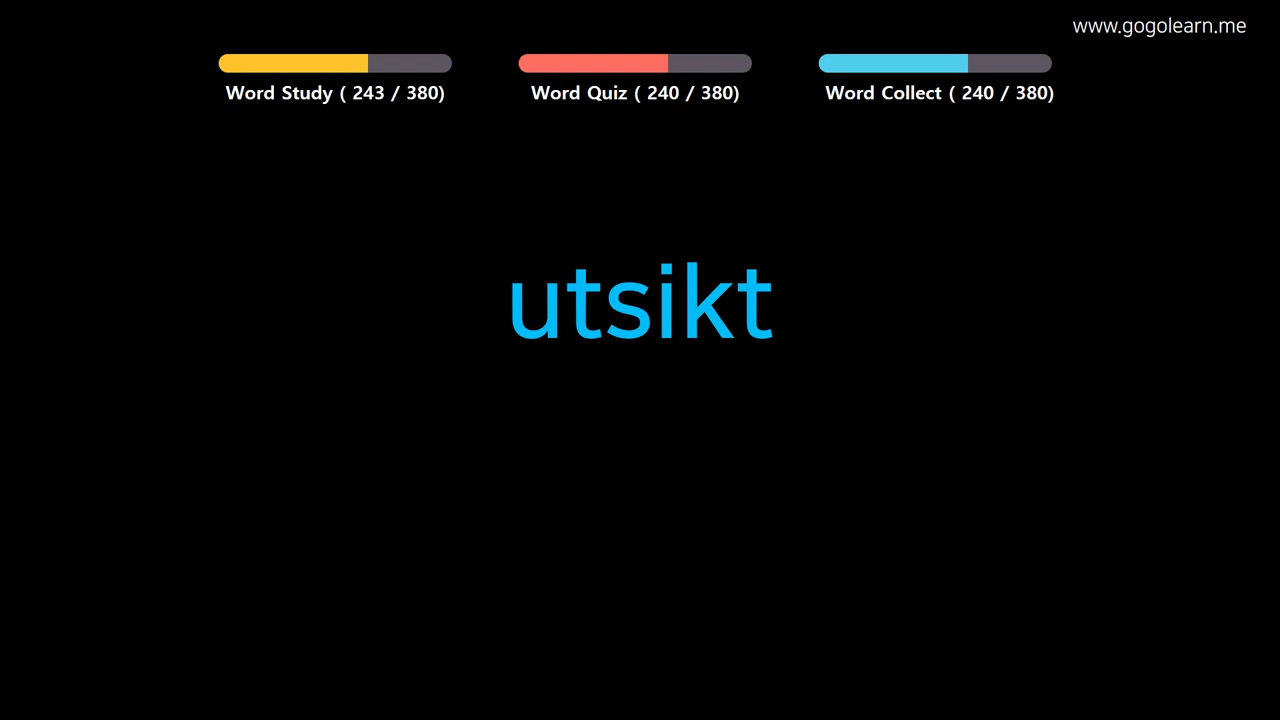 www.gogolearn.me
Word Study ( 243 / 380)
Word Quiz ( 240 / 380)
Word Collect ( 240 / 380)
utsikt